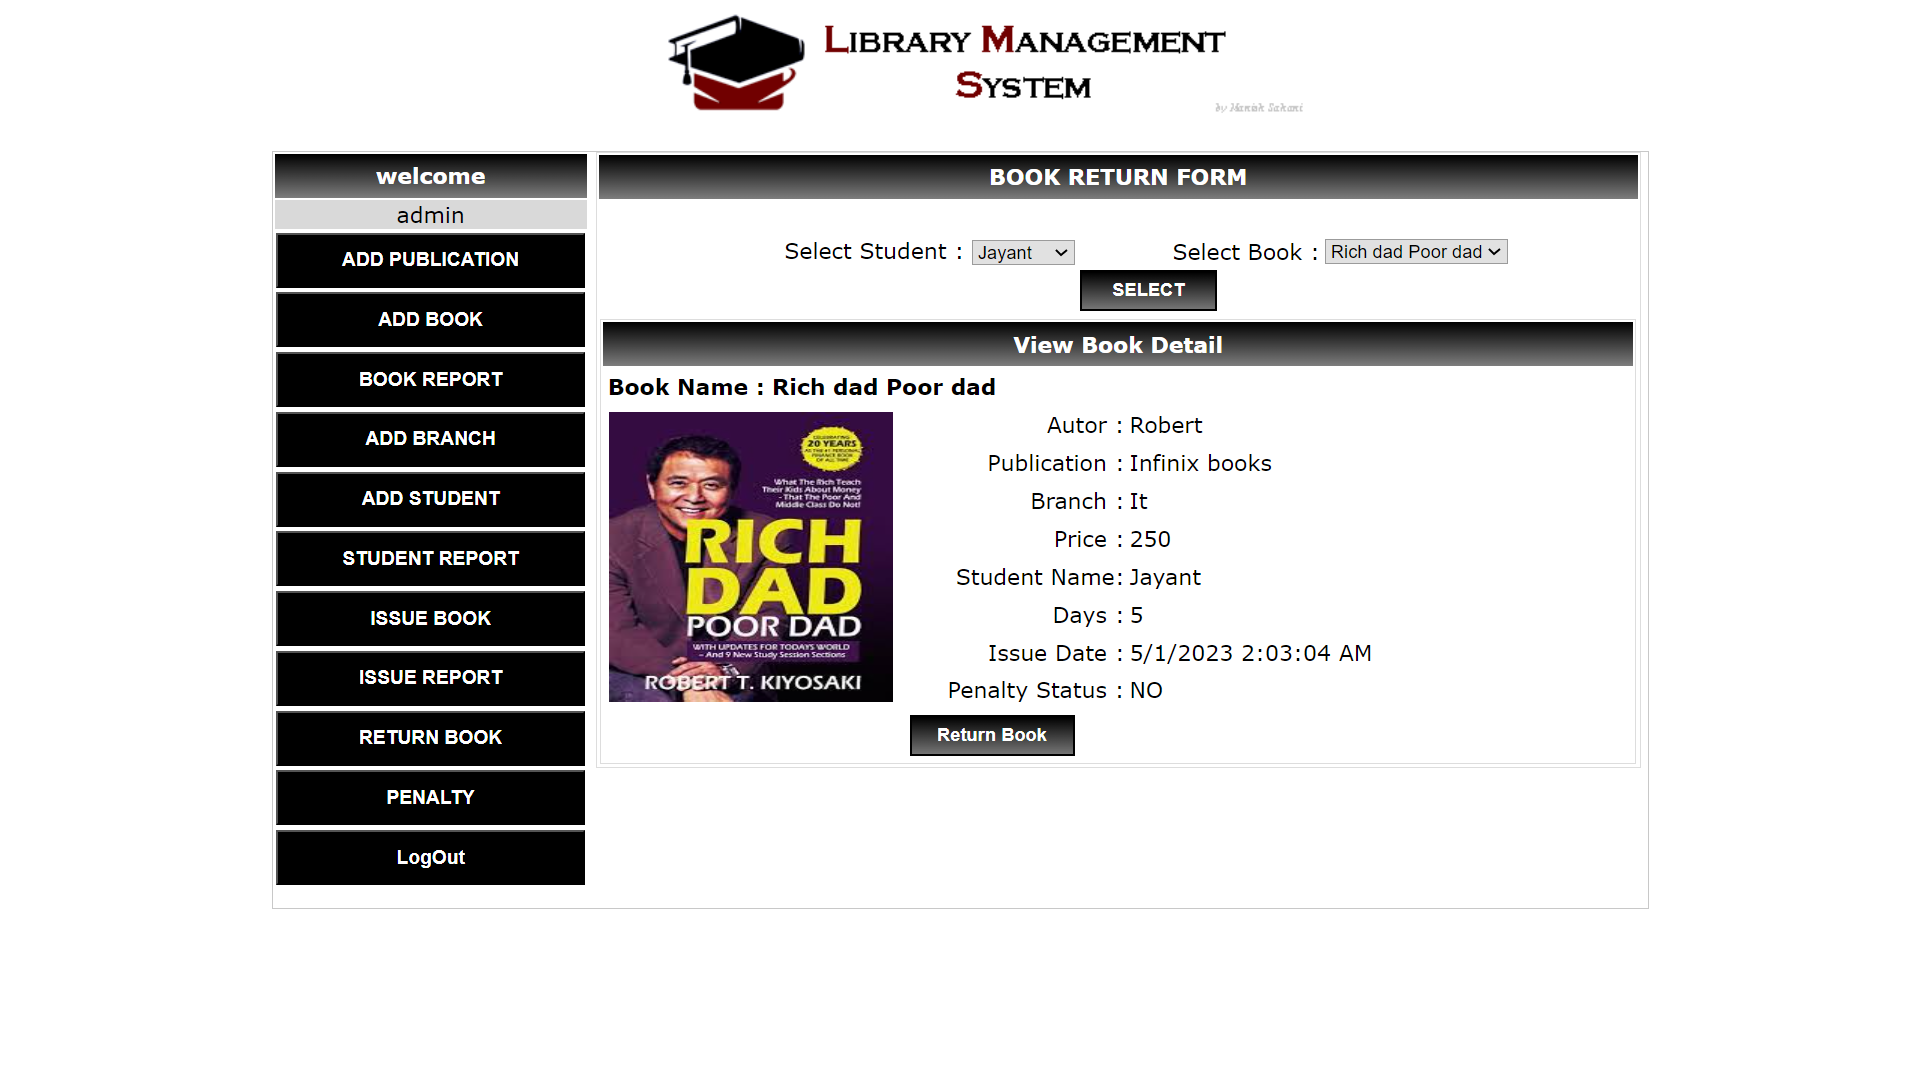 LIBRARY MANAGEMENT
SYSTEM
by Manish Sahani
welcome
admin
ADD PUBLICATION
ADD BOOK
BOOK REPORT
ADD BRANCH
ADD STUDENT
STUDENT REPORT
ISSUE BOOK
ISSUE REPORT
RETURN BOOK
PENALTY
LogOut
BOOK RETURN FORM
Select Student : Jayant Select Book : Rich dad Poor dad
SELECT
View Book Detail
Book Name : Rich dad Poor dad
CELEBRATING
20 YEARS
AS THE #1 PERSONAL
FINANCE BOOK
OF ALL TIME
What The Rich Teach
Their Kids About Money
- That The Poor And
Middle Class Do Not!
RICH
DAD
POOR DAD
WITH UPDATES FOR TODAYS WORLD
- And 9 New Study Session Sections
ROBERT T. KIYOSAKI
Autor : Robert
Publication : Infinix books
Branch : It
Price : 250
Student Name: Jayant
Days : 5
Issue Date : 5/1/2023 2:03:04 AM
Penalty Status : NO
Return Book